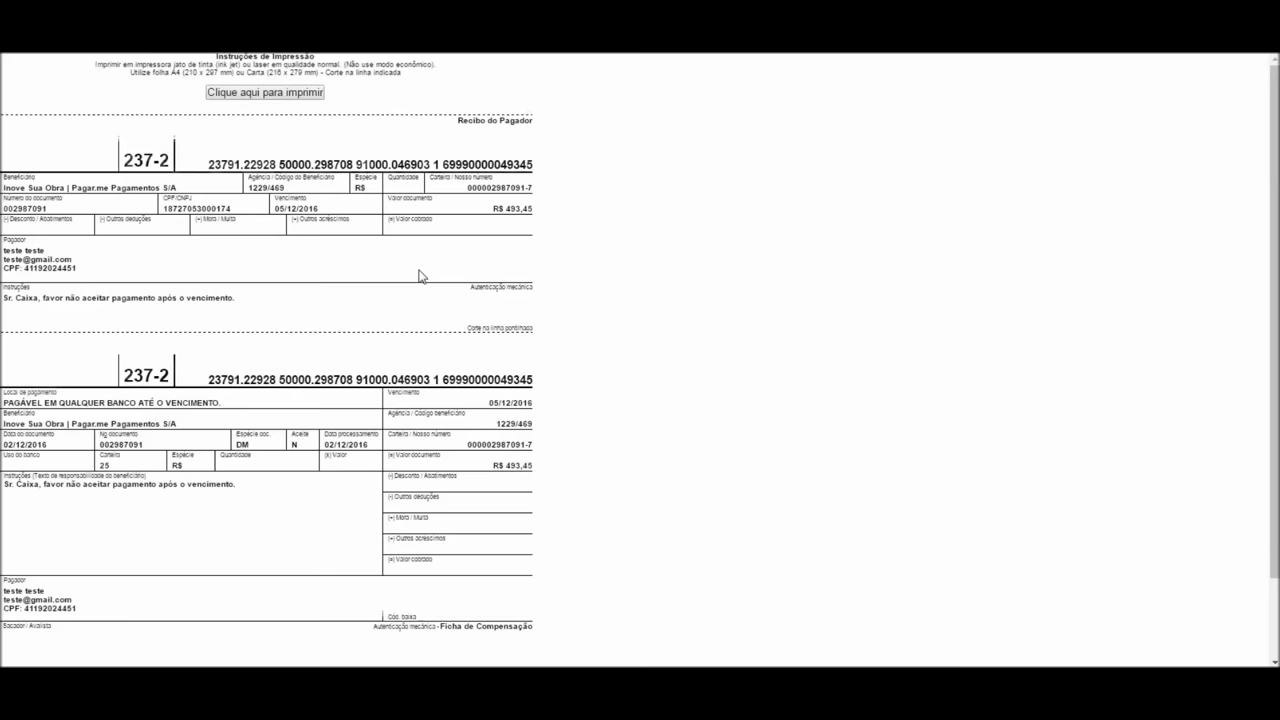 Instruções de Impressão
Imprimir em impressora jato de tinta (ink jet) ou laser em qualidade normal. (Não use modo econômico).
Utilize folha A4 (210 x 297 mm) ou Carta (216 x 279 mm) - Corte na linha indicada
Clique aqui para imprimir
Recibo do Pagador
237-2 23791.22928 50000.298708 91000.046903 1 69990000049345
Beneficiário Agência / Código do Beneficiário Espécie Quantidade Carteira / Nosso número
Inove Sua Obra | Pagar.me Pagamentos S/A 1229/469 R$ 000002987091-7
Número do documento CPF/CNPJ Vencimento Valor documento
002987091 18727053000174 05/12/2016 R$ 493,45
(-) Desconto / Abatimentos (-) Outras deduções (+) Mora / Multa (+) Outros acréscimos (=) Valor cobrado
Pagador
teste teste
teste@gmail.com
CPF: 41192024451
Instruções Autenticação mecânica
Sr. Caixa, favor não aceitar pagamento após o vencimento.
Corte na linha pontilhada
237-2 23791.22928 50000.298708 91000.046903 1 69990000049345
Local de pagamento Vencimento
PAGÁVEL EM QUALQUER BANCO ATÉ O VENCIMENTO. 05/12/2016
Beneficiário Agência / Código beneficiário
Inove Sua Obra | Pagar.me Pagamentos S/A 1229/469
Data do documento No documento Espécie doc. Aceite Data processamento Carteira / Nosso número
02/12/2016 002987091 DM N 02/12/2016 000002987091-7
Uso do banco Carteira Espécie Quantidade (x) Valor (=) Valor documento
25 R$ R$ 493,45
Instruções (Texto de responsabilidade do beneficiário) (-) Desconto / Abatimentos
Sr. Caixa, favor não aceitar pagamento após o vencimento.
(-) Outras deduções
(+) Mora / Multa
(+) Outros acréscimos
(=) Valor cobrado
Pagador
teste teste
teste@gmail.com
CPF: 41192024451
Cód. baixa
Sacador / Avalista Autenticação mecânica - Ficha de Compensação